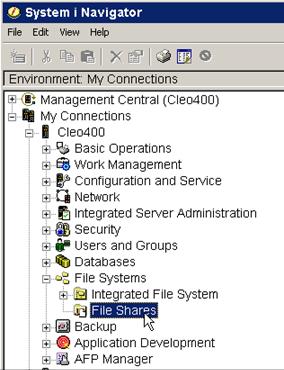 System i Navigator
File Edit View Help
Environment: My Connections
Management Central (Cleo400)
My Connections
Cleo400
Basic Operations
Work Management
Configuration and Service
Network
Integrated Server Administration
Security
Users and Groups
Databases
File Systems
Integrated File System
File Shares
Backup
Application Development
AFP Manager